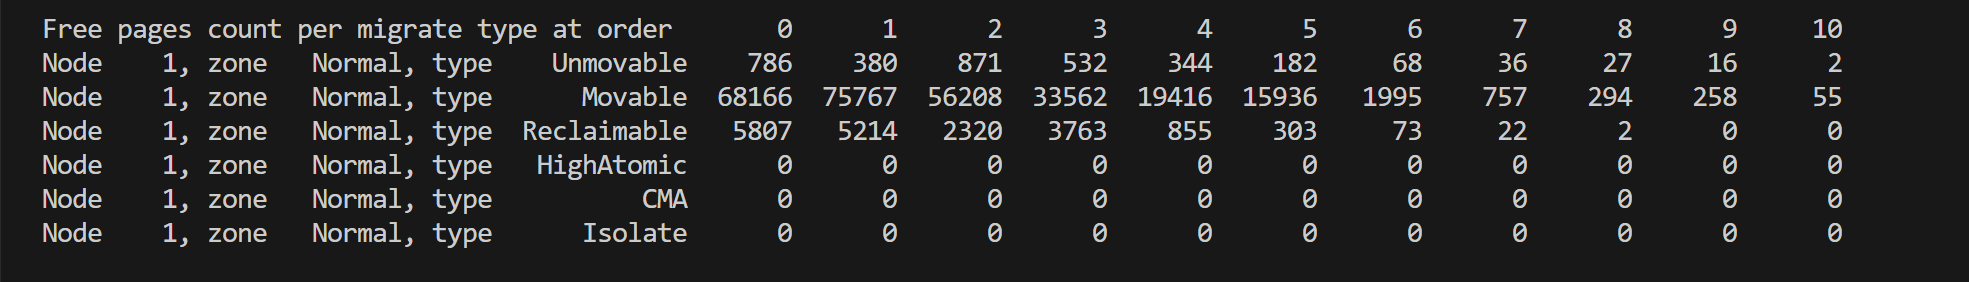 Free pages count per migrate type at order       0      1      2      3      4      5      6      7      8      9     10
Node    1, zone   Normal, type    Unmovable    786    380    871    532    344    182     68     36     27     16      2
Node    1, zone   Normal, type      Movable  68166  75767  56208  33562  19416  15936   1995    757    294    258     55
Node    1, zone   Normal, type  Reclaimable   5807   5214   2320   3763    855    303     73     22      2      0      0
Node    1, zone   Normal, type   HighAtomic      0      0      0      0      0      0      0      0      0      0      0
Node    1, zone   Normal, type          CMA      0      0      0      0      0      0      0      0      0      0      0
Node    1, zone   Normal, type      Isolate      0      0      0      0      0      0      0      0      0      0      0